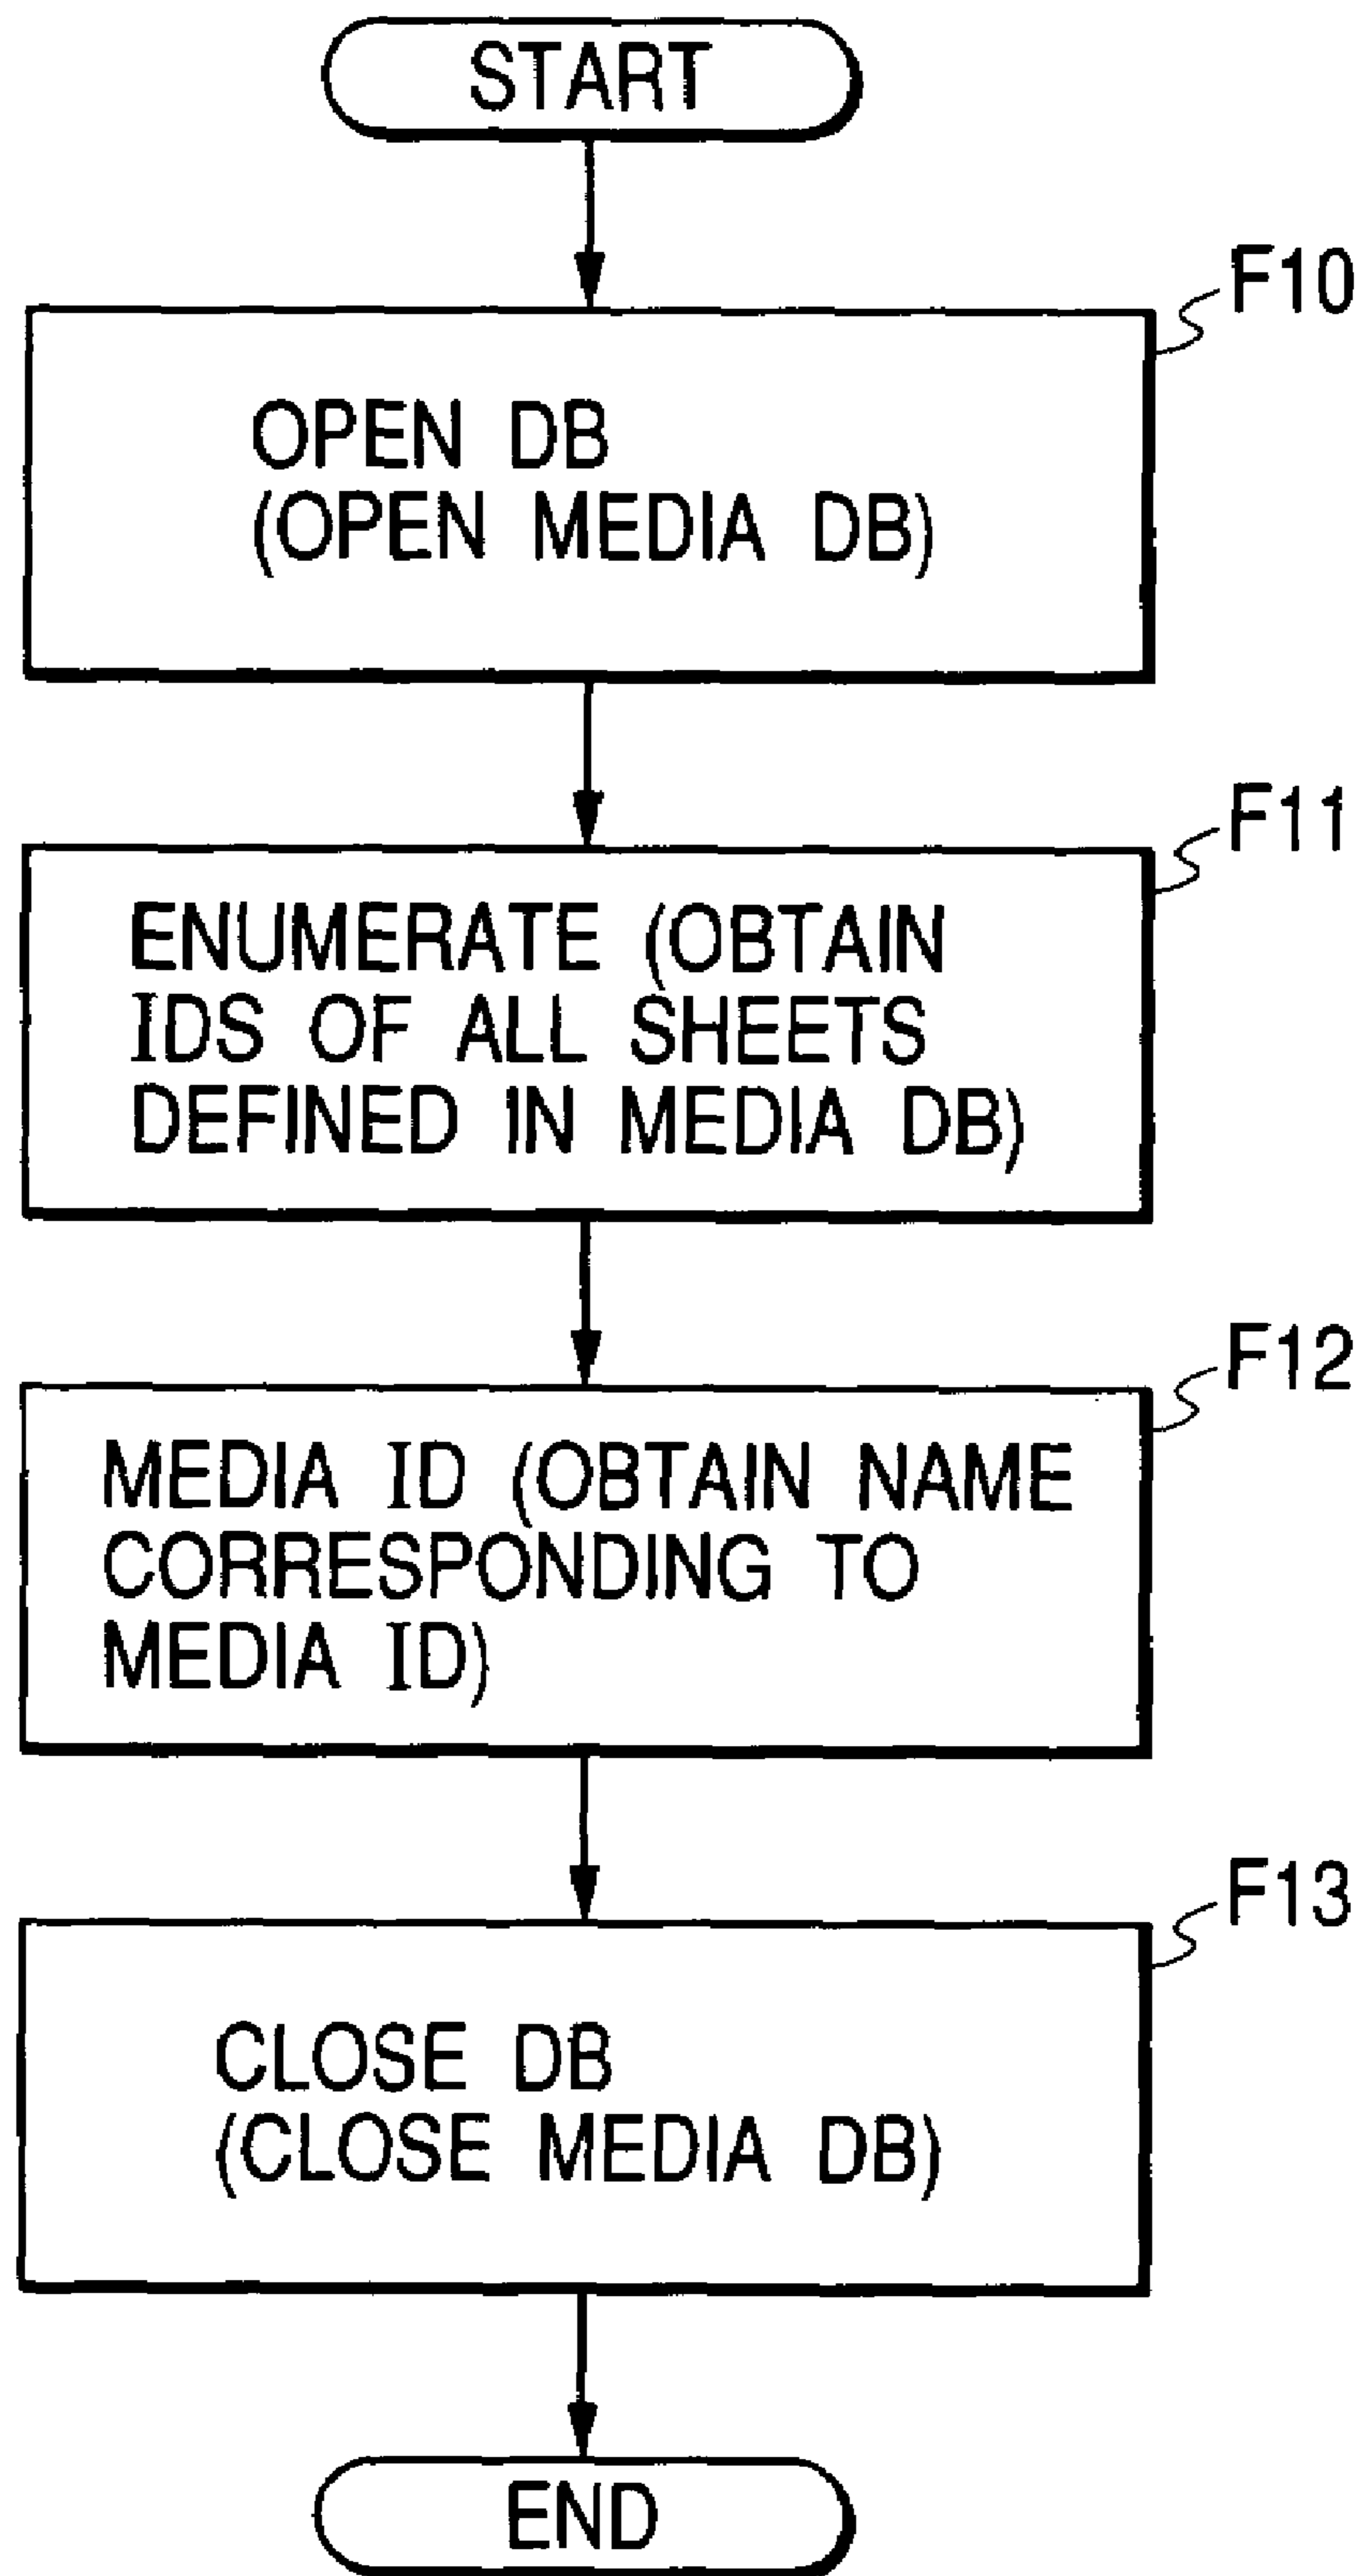 START
F10
OPEN DB
(OPEN MEDIA DB)
F11
ENUMERATE (OBTAIN
IDS OF ALL SHEETS
DEFINED IN MEDIA DB)
F12
MEDIA ID (OBTAIN NAME
CORRESPONDING TO
MEDIA ID)
F13
CLOSE DB
(CLOSE MEDIA DB)
END